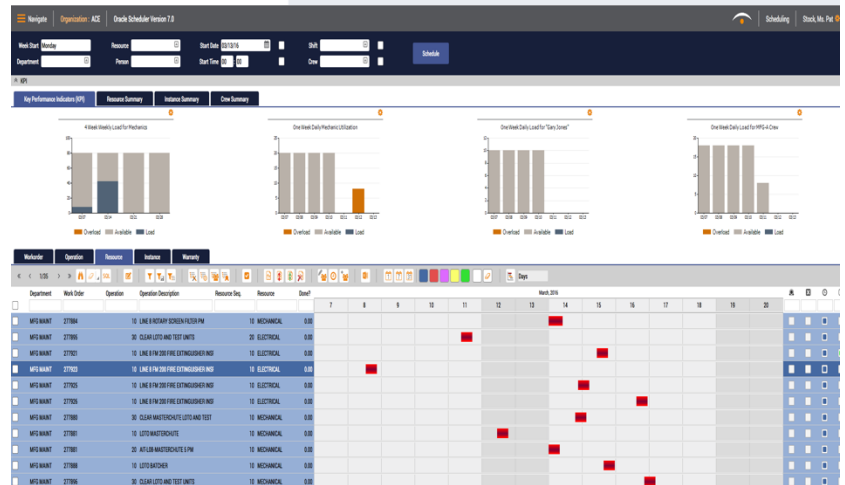 Navigate Organization : ACE Oracle Scheduler Version 7.0 Scheduling Stock, Ms. Pat
Week Start Monday Resource Start Date 03/13/16 Shift
Department Person Start Time 00 : 00 Crew
Schedule
KPI
Key Performance Indicators (KPI) Resource Summary Instance Summary Crew Summary
4 Week Weekly Load for Mechanics
Overload Available Load
One Week Daily Mechanic Utilization
Overload Available Load
One Week Daily Load for "Gary Jones"
Overload Available Load
One Week Daily Load for MFG-A Crew
Overload Available Load
Workorder Operation Resource Instance Warranty
1/35 SQL Days
Department Work Order Operation Operation Description Resource Seq. Resource Done? March, 2016
7 8 9 10 11 12 13 14 15 16 17 18 19 20
MFG MAINT 277884 10 LINE 8 ROTARY SCREEN FILTER PM 10 MECHANICAL 0.00
MFG MAINT 30 CLEAR LOTO AND TEST UNITS 20 ELECTRICAL 0.00
MFG MAINT 277921 10 LINE 8 FM 200 FIRE EXTINGUISHER INSF 10 ELECTRICAL 0.00
MFG MAINT 277923 10 LINE 8 FM 200 FIRE EXTINGUISHER INSF 10 ELECTRICAL 0.00
MFG MAINT 277925 10 LINE 8 FM 200 FIRE EXTINGUISHER INSF 10 ELECTRICAL 0.00
MFG MAINT 277926 10 LINE 8 FM 200 FIRE EXTINGUISHER INSF 10 ELECTRICAL 0.00
MFG MAINT 277880 30 CLEAR MASTERCHUTE LOTO AND TEST 10 MECHANICAL 0.00
MFG MAINT 277881 10 LOTO MASTERCHUTE 10 MECHANICAL 0.00
MFG MAINT 277881 20 MASTERCHUTE 5 PM 10 MECHANICAL 0.00
MFG MAINT 277888 10 LOTO BATCHER 10 MECHANICAL 0.00
MFG MAINT 277896 30 CLEAR LOTO AND TEST UNITS 10 MECHANICAL 0.00